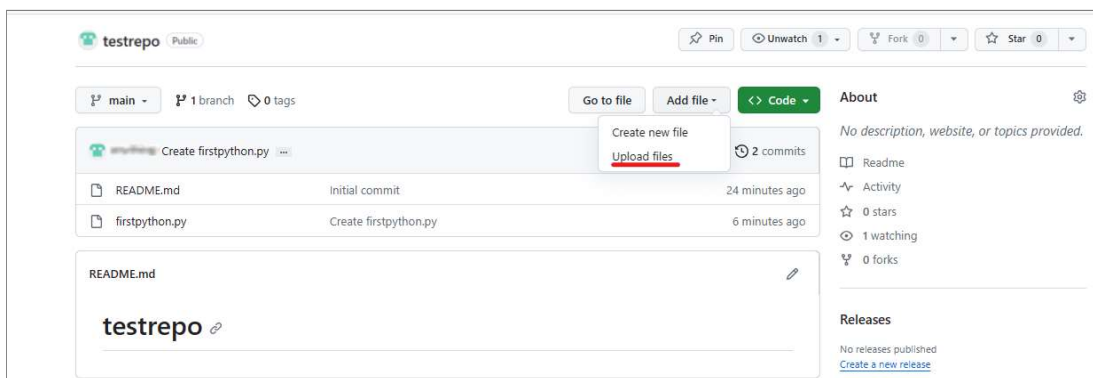 testrepo Public
Pin
Unwatch 1
Fork 0
Star 0
main
1 branch
0 tags
Go to file
Add file
<> Code
Create new file
Upload files
Create firstpython.py ...
2 commits
README.md Initial commit 24 minutes ago
firstpython.py Create firstpython.py 6 minutes ago
README.md
testrepo
About
No description, website, or topics provided.
Readme
Activity
0 stars
1 watching
0 forks
Releases
No releases published
Create a new release